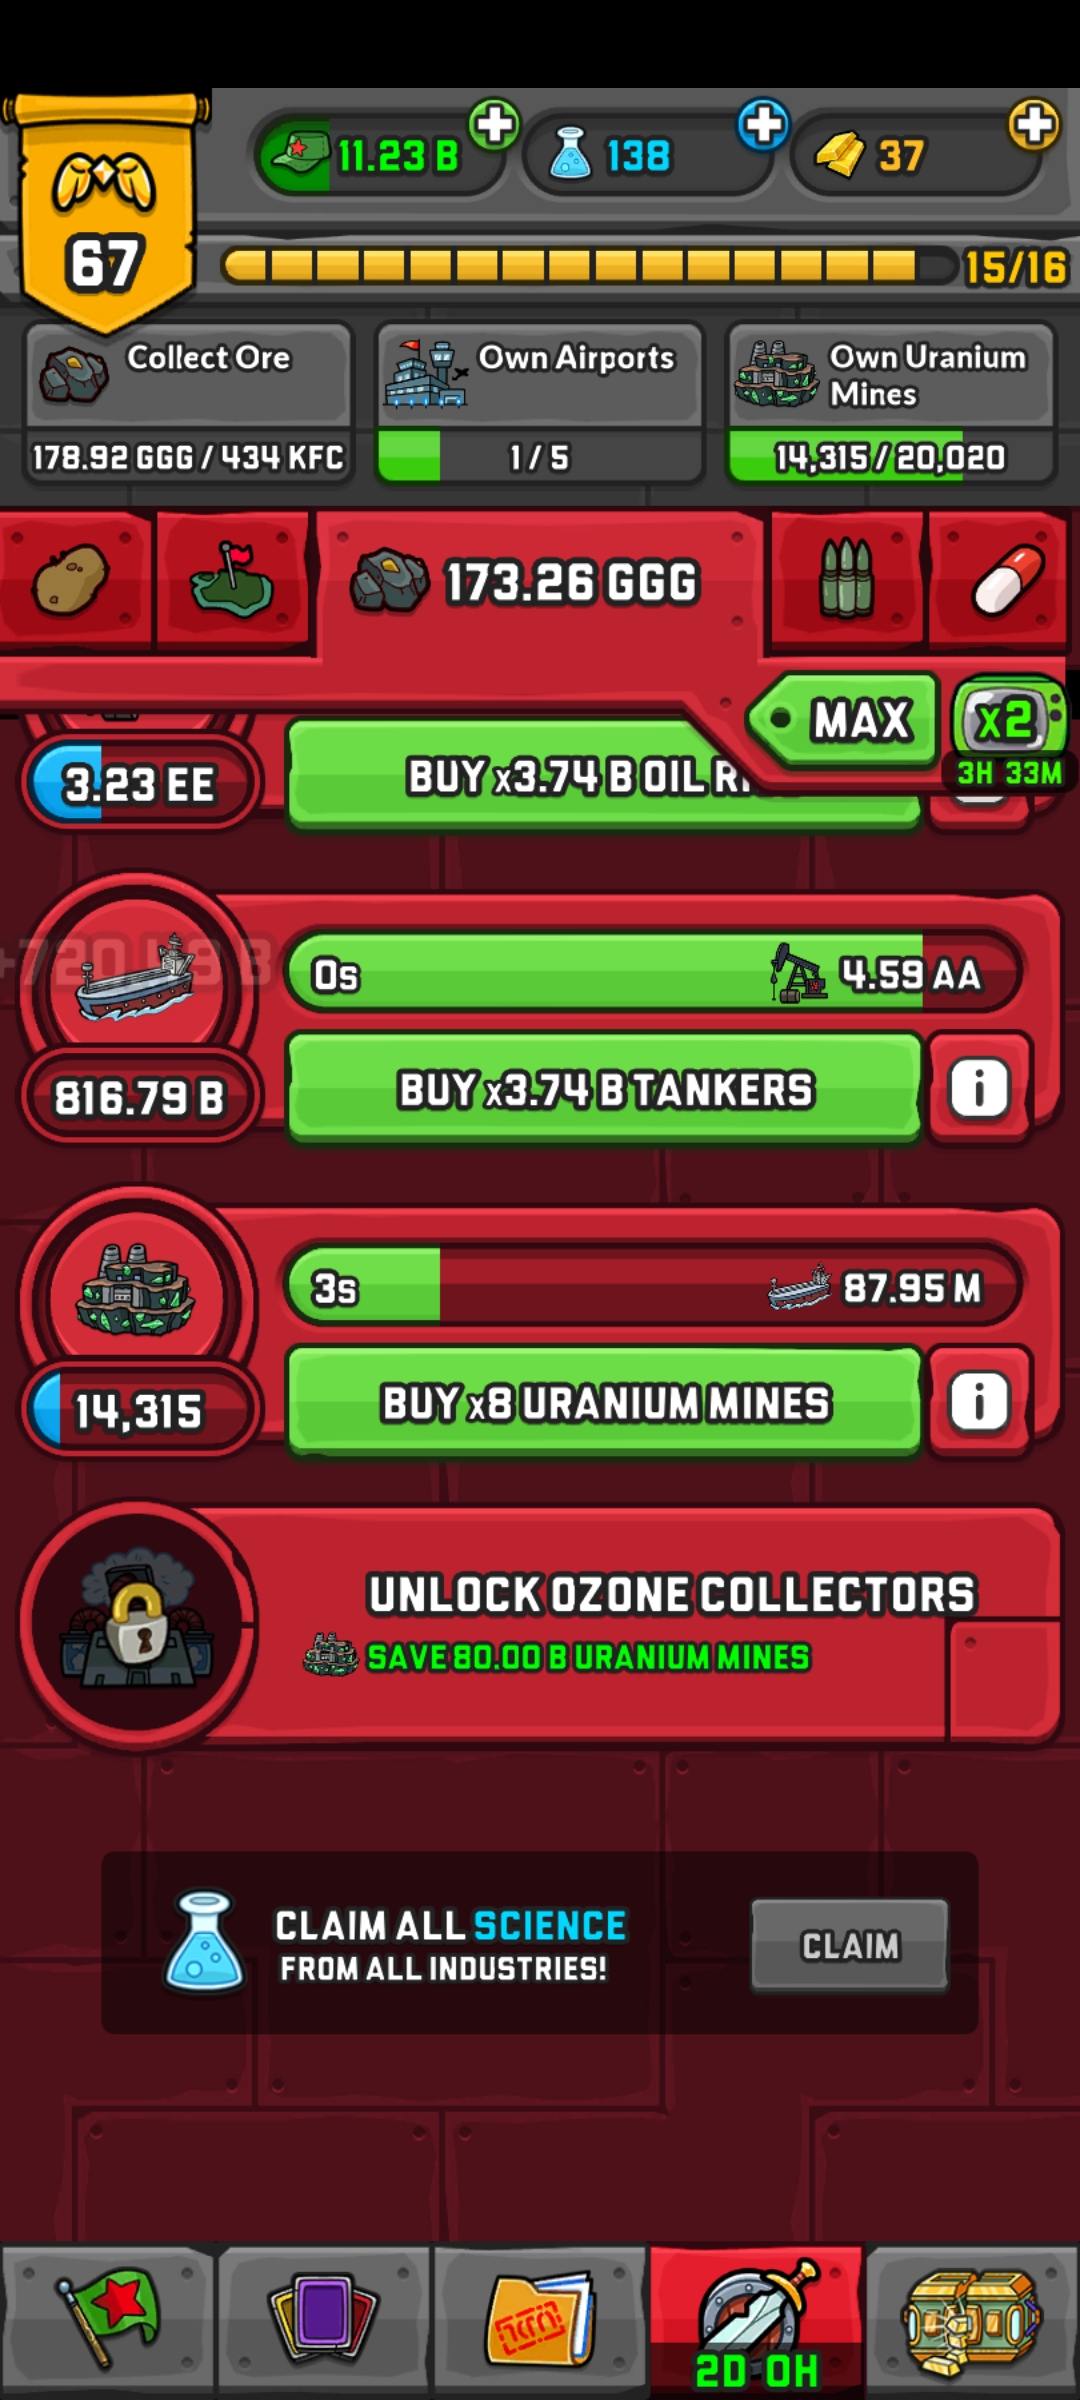 11.23 B
138
37
67
15/16
Collect Ore
178.92 GGG / 434 KFC
Own Airports
1 / 5
Own Uranium
Mines
14,315 / 20,020
173.26 GGG
MAX
x2
3H 33M
3.23 EE
BUY x3.74 B OIL RI
0s
4.59 AA
816.79 B
BUY x3.74 B TANKERS
i
3s
87.95 M
14,315
BUY x8 URANIUM MINES
i
UNLOCK OZONE COLLECTORS
SAVE 80.00 B URANIUM MINES
CLAIM ALL SCIENCE
FROM ALL INDUSTRIES!
CLAIM
2D 0H